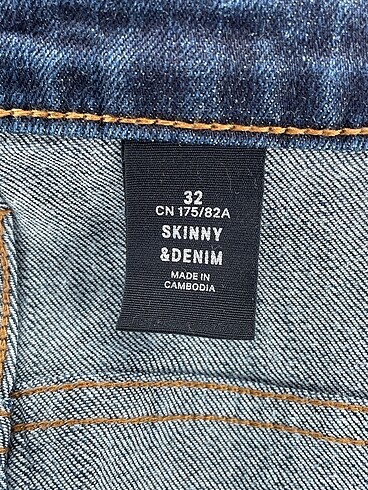 32
CN 175/82A
SKINNY
&DENIM
MADE IN
CAMBODIA